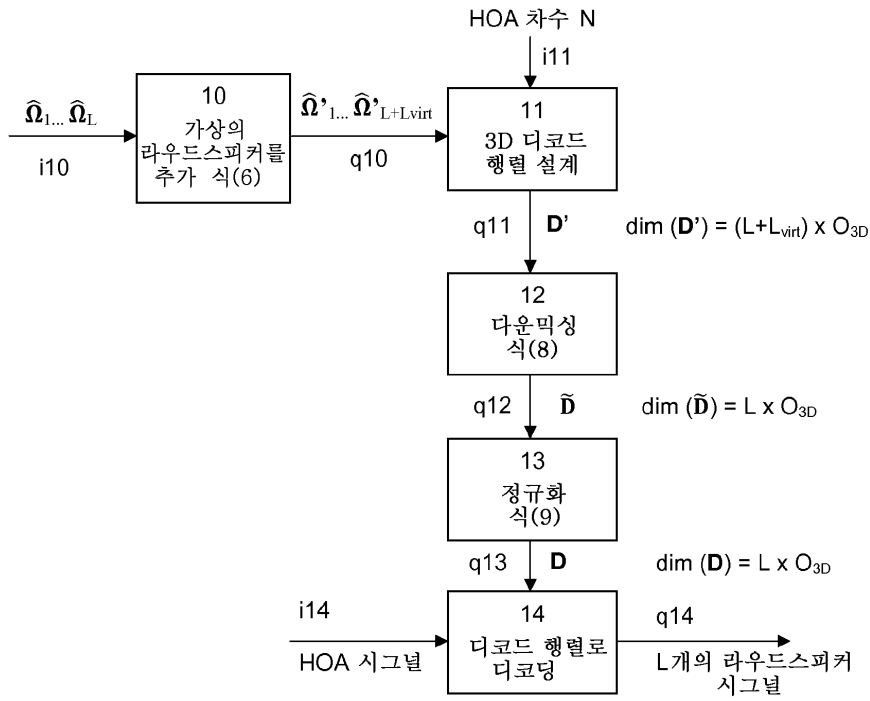 HOA 차수 N
i11
Ω̂1... Ω̂L
i10
10
가상의
라우드스피커를
추가 식(6)
Ω̂'1... Ω̂'L+Lvirt
q10
11
3D 디코드
행렬 설계
q11
D'
dim (D') = (L+Lvirt) x O3D
12
다운믹싱
식(8)
q12
D̃
dim (D̃) = L x O3D
13
정규화
식(9)
q13
D
dim (D) = L x O3D
i14
HOA 시그널
14
디코드 행렬로
디코딩
q14
L개의 라우드스피커
시그널